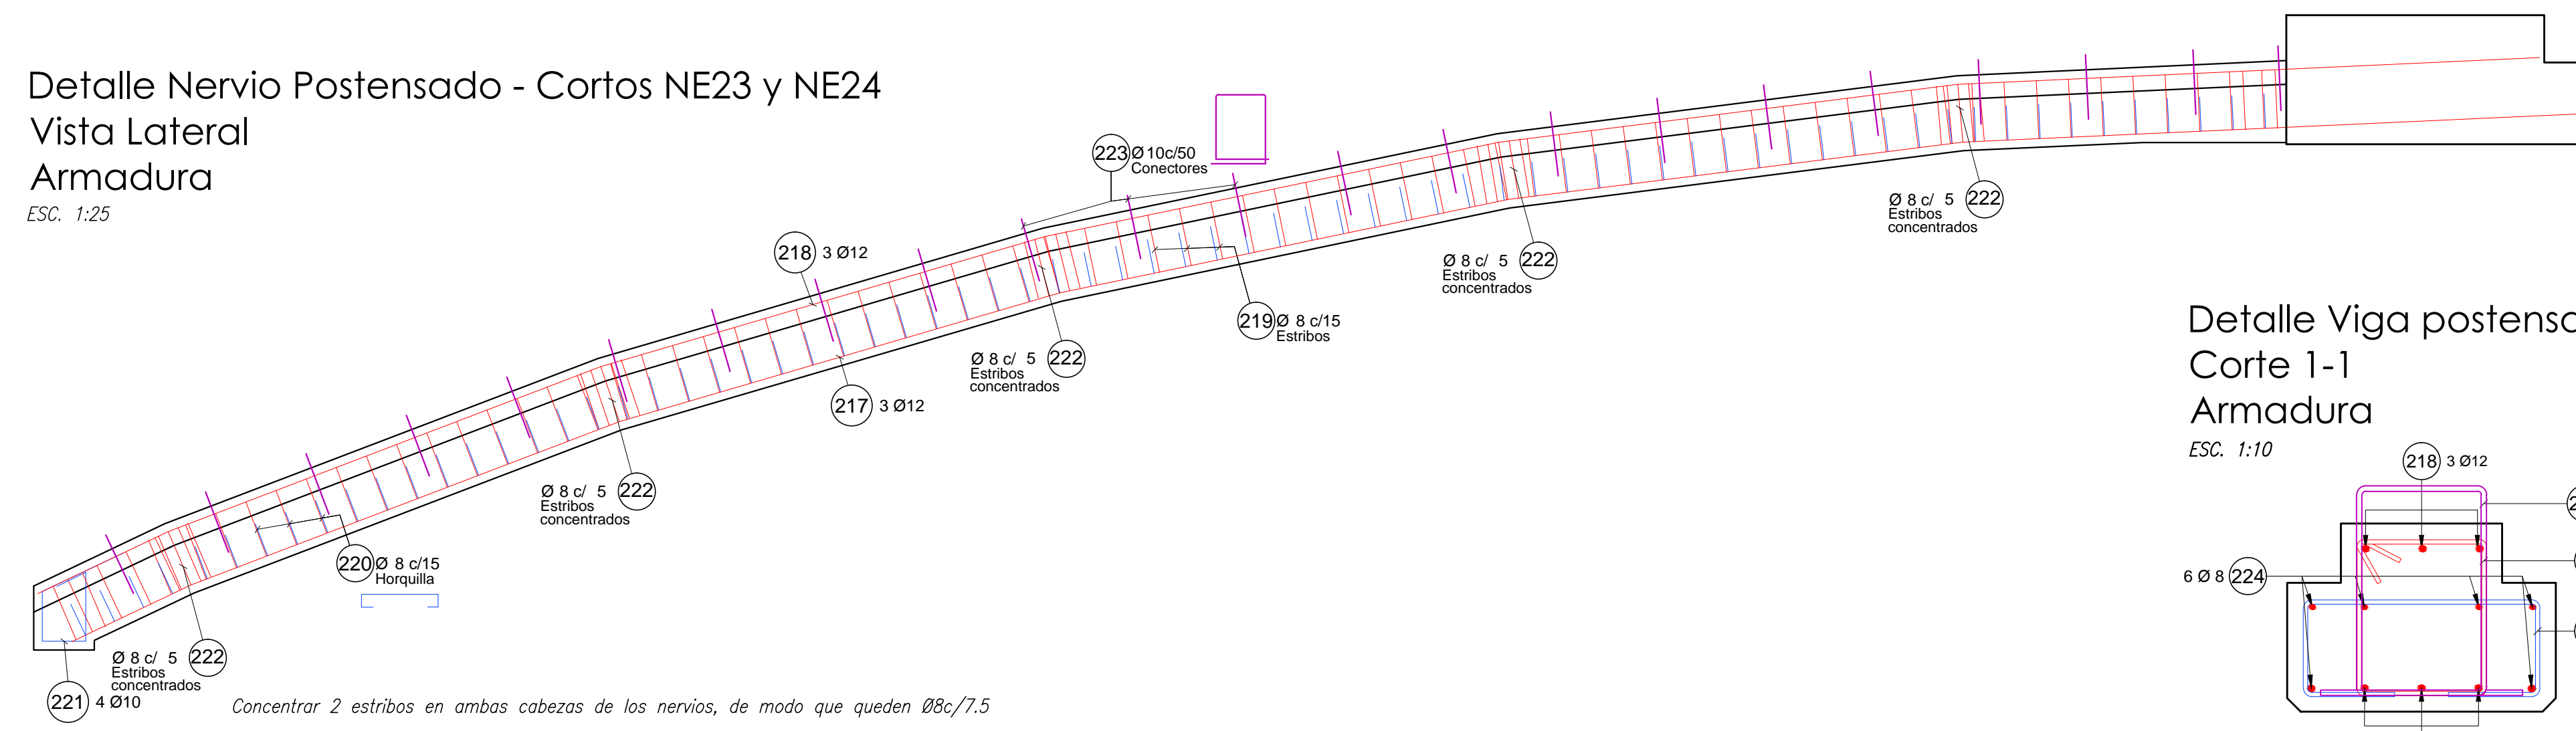 Detalle Nervio Postensado - Cortos NE23 y NE24
Vista Lateral
Armadura
ESC. 1:25
223 Ø10c/50
Conectores
218 3 Ø12
222 Ø 8 c/ 5
Estribos
concentrados
Ø 8 c/ 5 222
Estribos
concentrados
219 Ø 8 c/15
Estribos
Ø 8 c/ 5 222
Estribos
concentrados
217 3 Ø12
Ø 8 c/ 5 222
Estribos
concentrados
220 Ø 8 c/15
Horquilla
Ø 8 c/ 5 222
Estribos
concentrados
221 4 Ø10
Concentrar 2 estribos en ambas cabezas de los nervios, de modo que queden Ø8c/7.5
Detalle Viga
Corte 1-1
Armadura
ESC. 1:10
218 3 Ø12
6 Ø 8 224